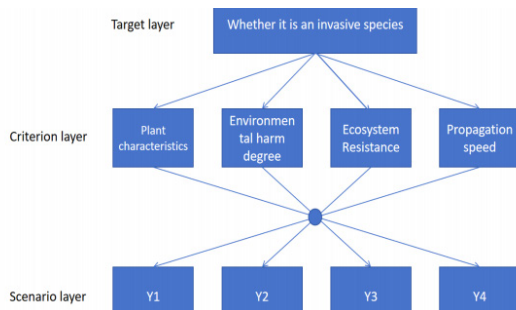 Target layer
Whether it is an invasive species
Criterion layer
Plant
characteristics
Environmen
tal harm
degree
Ecosystem
Resistance
Propagation
speed
Scenario layer
Y1
Y2
Y3
Y4